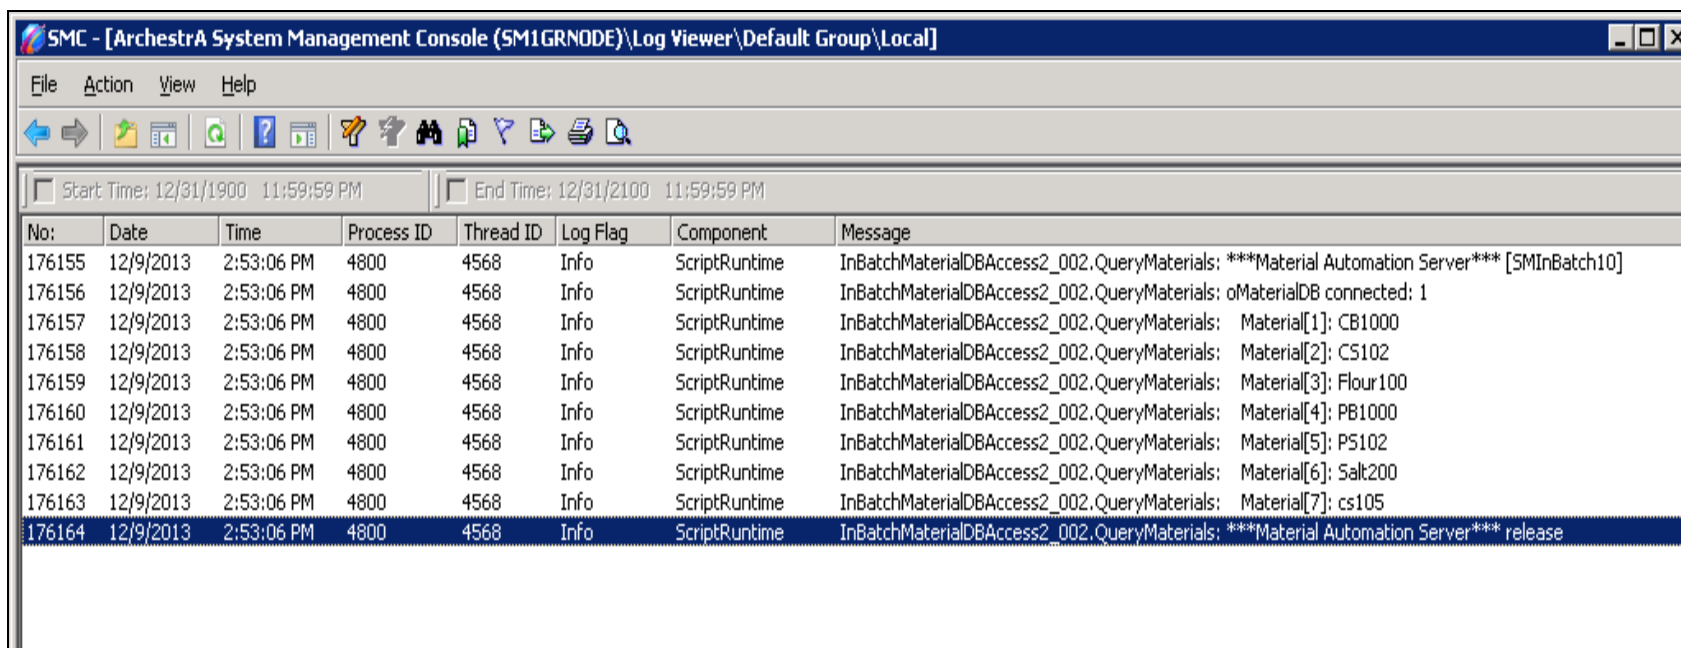 SMC - [ArchestrA System Management Console (SM1GRNODE)\Log Viewer\Default Group\Local]
File Action View Help
Start Time: 12/31/1900 11:59:59 PM End Time: 12/31/2100 11:59:59 PM
No: Date Time Process ID Thread ID Log Flag Component Message
176155 12/9/2013 2:53:06 PM 4800 4568 Info ScriptRuntime InBatchMaterialDBAccess2_002.QueryMaterials: ***Material Automation Server*** [SMInBatch10]
176156 12/9/2013 2:53:06 PM 4800 4568 Info ScriptRuntime InBatchMaterialDBAccess2_002.QueryMaterials: oMaterialDB connected: 1
176157 12/9/2013 2:53:06 PM 4800 4568 Info ScriptRuntime InBatchMaterialDBAccess2_002.QueryMaterials: Material[1]: CB1000
176158 12/9/2013 2:53:06 PM 4800 4568 Info ScriptRuntime InBatchMaterialDBAccess2_002.QueryMaterials: Material[2]: CS102
176159 12/9/2013 2:53:06 PM 4800 4568 Info ScriptRuntime InBatchMaterialDBAccess2_002.QueryMaterials: Material[3]: Flour100
176160 12/9/2013 2:53:06 PM 4800 4568 Info ScriptRuntime InBatchMaterialDBAccess2_002.QueryMaterials: Material[4]: PB1000
176161 12/9/2013 2:53:06 PM 4800 4568 Info ScriptRuntime InBatchMaterialDBAccess2_002.QueryMaterials: Material[5]: PS102
176162 12/9/2013 2:53:06 PM 4800 4568 Info ScriptRuntime InBatchMaterialDBAccess2_002.QueryMaterials: Material[6]: Salt200
176163 12/9/2013 2:53:06 PM 4800 4568 Info ScriptRuntime InBatchMaterialDBAccess2_002.QueryMaterials: Material[7]: cs105
176164 12/9/2013 2:53:06 PM 4800 4568 Info ScriptRuntime InBatchMaterialDBAccess2_002.QueryMaterials: ***Material Automation Server*** release